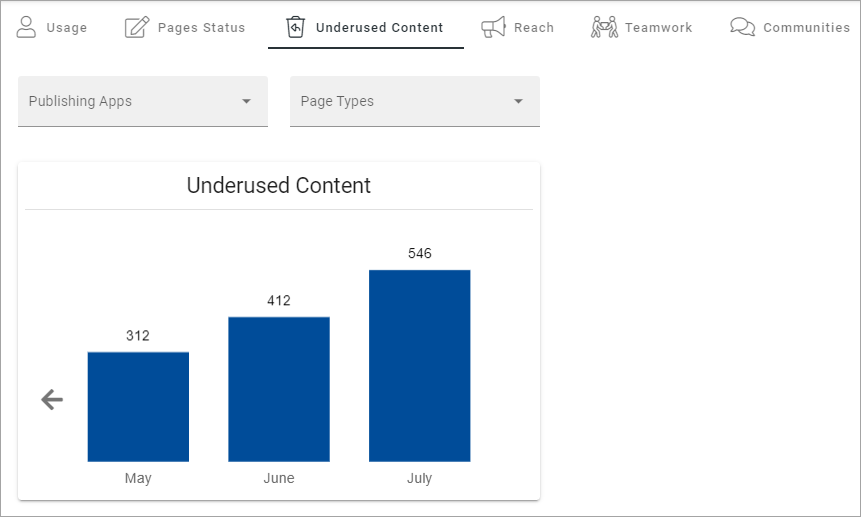 Usage Pages Status Underused Content Reach Teamwork Communities
Publishing Apps Page Types
Underused Content
546
412
312
May June July